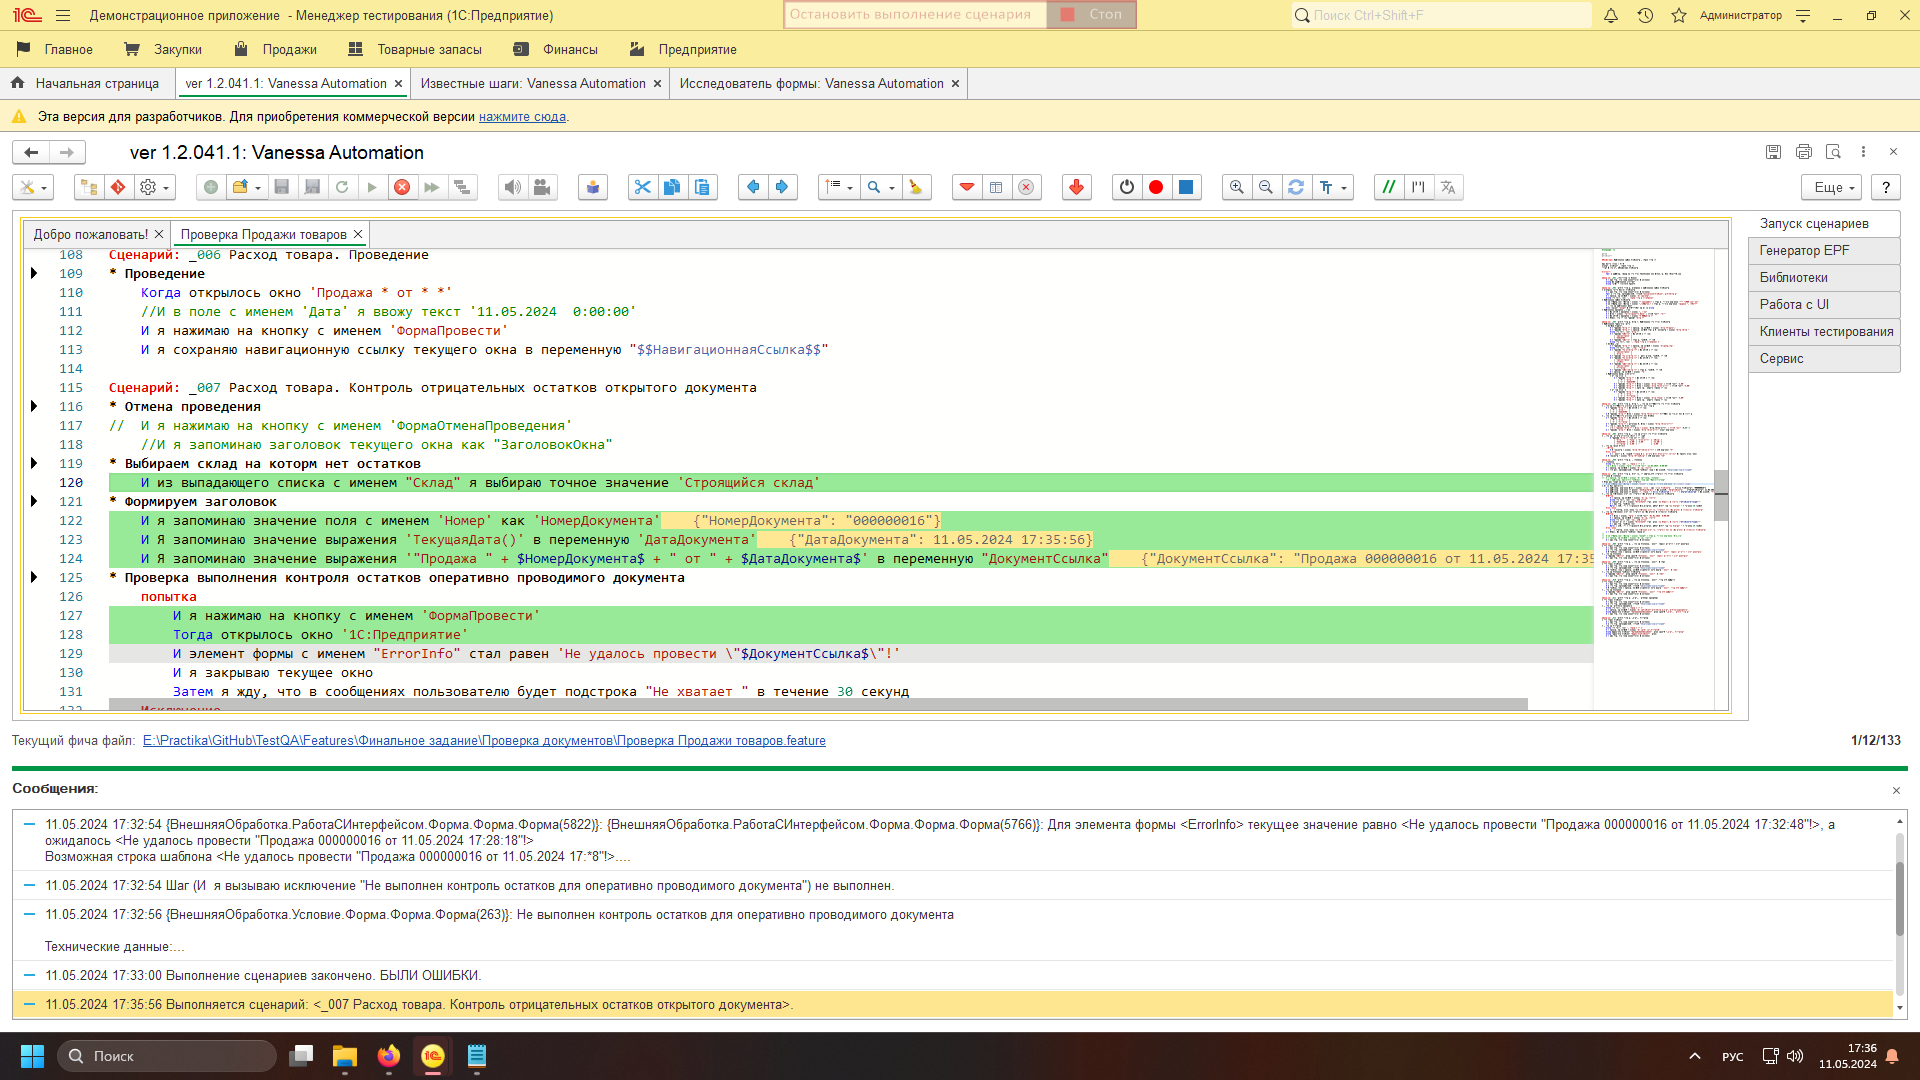 Демонстрационное приложение - Менеджер тестирования (1С:Предприятие)
Остановить выполнение сценария
Стоп
Поиск Ctrl+Shift+F
Администратор
Главное
Закупки
Продажи
Товарные запасы
Финансы
Предприятие
Начальная страница
ver 1.2.041.1: Vanessa Automation
Известные шаги: Vanessa Automation
Исследователь формы: Vanessa Automation
Эта версия для разработчиков. Для приобретения коммерческой версии нажмите сюда.
ver 1.2.041.1: Vanessa Automation
Еще
?
Добро пожаловать!
Проверка Продажи товаров
Запуск сценариев
Генератор EPF
Библиотеки
Работа с UI
Клиенты тестирования
Сервис
108 Сценарий: _006 Расход товара. Проведение
109 * Проведение
110 Когда открылось окно 'Продажа * от * *'
111 //И в поле с именем 'Дата' я ввожу текст '11.05.2024  0:00:00'
112 И я нажимаю на кнопку с именем 'ФормаПровести'
113 И я сохраняю навигационную ссылку текущего окна в переменную "$$НавигационнаяСсылка$$"
114
115 Сценарий: _007 Расход товара. Контроль отрицательных остатков открытого документа
116 * Отмена проведения
117 //  И я нажимаю на кнопку с именем 'ФормаОтменаПроведения'
118 //И я запоминаю заголовок текущего окна как "ЗаголовокОкна"
119 * Выбираем склад на котором нет остатков
120 И из выпадающего списка с именем "Склад" я выбираю точное значение 'Строящийся склад'
121 * Формируем заголовок
122 И я запоминаю значение поля с именем 'Номер' как 'НомерДокумента' {"НомерДокумента": "000000016"}
123 И Я запоминаю значение выражения 'ТекущаяДата()' в переменную 'ДатаДокумента' {"ДатаДокумента": 11.05.2024 17:35:56}
124 И Я запоминаю значение выражения '"Продажа " + $НомерДокумента$ + " от " + $ДатаДокумента$' в переменную "ДокументСсылка" {"ДокументСсылка": "Продажа 000000016 от 11.05.2024 17:35
125 * Проверка выполнения контроля остатков оперативно проводимого документа
126 попытка
127 И я нажимаю на кнопку с именем 'ФормаПровести'
128 Тогда открылось окно '1С:Предприятие'
129 И элемент формы с именем "ErrorInfo" стал равен 'Не удалось провести \"$ДокументСсылка$\"!'
130 И я закрываю текущее окно
131 Затем я жду, что в сообщениях пользователю будет подстрока "Не хватает " в течение 30 секунд
132 Исключение
Текущий фича файл: E:\Practika\GitHub\TestQA\Features\Финальное задание\Проверка документов\Проверка Продажи товаров.feature
1/12/133
Сообщения:
11.05.2024 17:32:54 {ВнешняяОбработка.РаботаСИнтерфейсом.Форма.Форма.Форма(5822)}: {ВнешняяОбработка.РаботаСИнтерфейсом.Форма.Форма.Форма(5766)}: Для элемента формы <ErrorInfo> текущее значение равно <Не удалось провести "Продажа 000000016 от 11.05.2024 17:32:48"!>, а
ожидалось <Не удалось провести "Продажа 000000016 от 11.05.2024 17:28:18"!>
Возможная строка шаблона <Не удалось провести "Продажа 000000016 от 11.05.2024 17:*8"!>....
11.05.2024 17:32:54 Шаг (И  я вызываю исключение "Не выполнен контроль остатков для оперативно проводимого документа") не выполнен.
11.05.2024 17:32:56 {ВнешняяОбработка.Условие.Форма.Форма.Форма(263)}: Не выполнен контроль остатков для оперативно проводимого документа
Технические данные:...
11.05.2024 17:33:00 Выполнение сценариев закончено. БЫЛИ ОШИБКИ.
11.05.2024 17:35:56 Выполняется сценарий: <_007 Расход товара. Контроль отрицательных остатков открытого документа>.
Поиск
РУС
17:36
11.05.2024